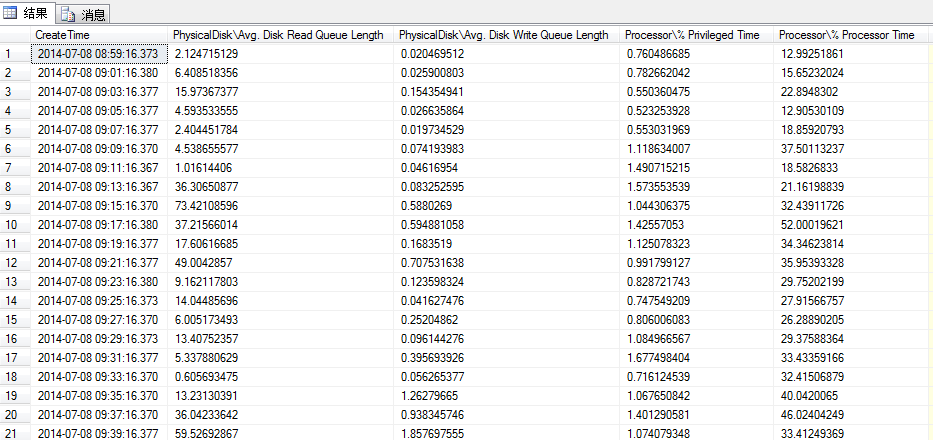 结果 消息
CreateTime PhysicalDisk\Avg. Disk Read Queue Length PhysicalDisk\Avg. Disk Write Queue Length Processor\% Privileged Time Processor\% Processor Time
1 2014-07-08 08:59:16.373 2.124715129 0.020469512 0.760486685 12.99251861
2 2014-07-08 09:01:16.380 6.408518356 0.025900803 0.782662042 15.65232024
3 2014-07-08 09:03:16.377 15.97367377 0.154354941 0.550360475 22.8948302
4 2014-07-08 09:05:16.377 4.593533555 0.026635864 0.523253928 12.90530109
5 2014-07-08 09:07:16.377 2.404451784 0.019734529 0.553031969 18.85920793
6 2014-07-08 09:09:16.370 4.538655577 0.074193983 1.118634007 37.50113237
7 2014-07-08 09:11:16.367 1.01614406 0.04616954 1.490715215 18.5826833
8 2014-07-08 09:13:16.367 36.30650877 0.083252595 1.573553539 21.16198839
9 2014-07-08 09:15:16.370 73.42108596 0.5880269 1.044306375 32.43911726
10 2014-07-08 09:17:16.380 37.21566014 0.594881058 1.42557053 52.00019621
11 2014-07-08 09:19:16.377 17.60616685 0.1683519 1.125078323 34.34623814
12 2014-07-08 09:21:16.377 49.0042857 0.707531638 0.991799127 35.95393328
13 2014-07-08 09:23:16.380 9.162117803 0.123598324 0.828721743 29.75202199
14 2014-07-08 09:25:16.373 14.04485696 0.041627476 0.747549209 27.91566757
15 2014-07-08 09:27:16.370 6.005173493 0.25204862 0.806006083 26.28890205
16 2014-07-08 09:29:16.373 13.40752357 0.096144276 1.084966567 29.37588364
17 2014-07-08 09:31:16.377 5.337880629 0.395693926 1.677498404 33.43359166
18 2014-07-08 09:33:16.370 0.605693475 0.056265377 0.716124539 32.41506879
19 2014-07-08 09:35:16.370 13.23130391 1.26279665 1.067650842 40.0420065
20 2014-07-08 09:37:16.370 36.04233642 0.938345746 1.401290581 46.02404249
21 2014-07-08 09:39:16.377 59.52692867 1.857697555 1.074079348 33.41249369